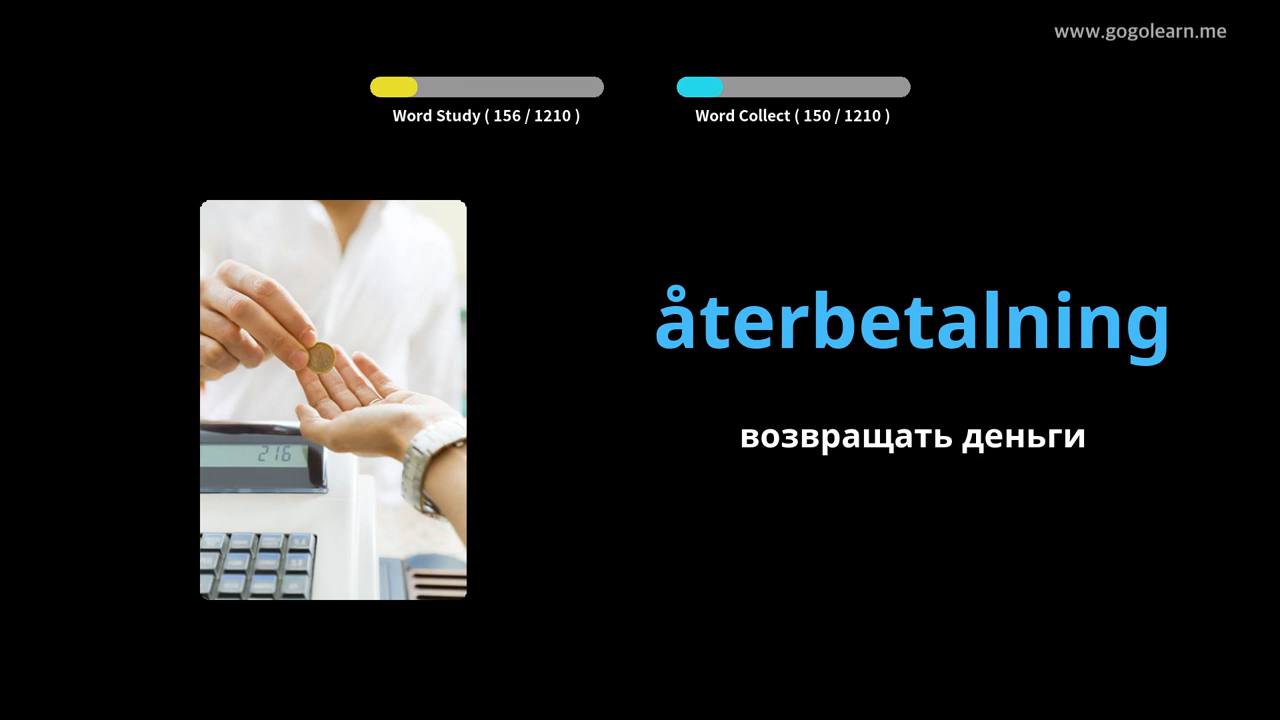 www.gogolearn.me
Word Study ( 156 / 1210 )
Word Collect ( 150 / 1210 )
återbetalning
возвращать деньги
216